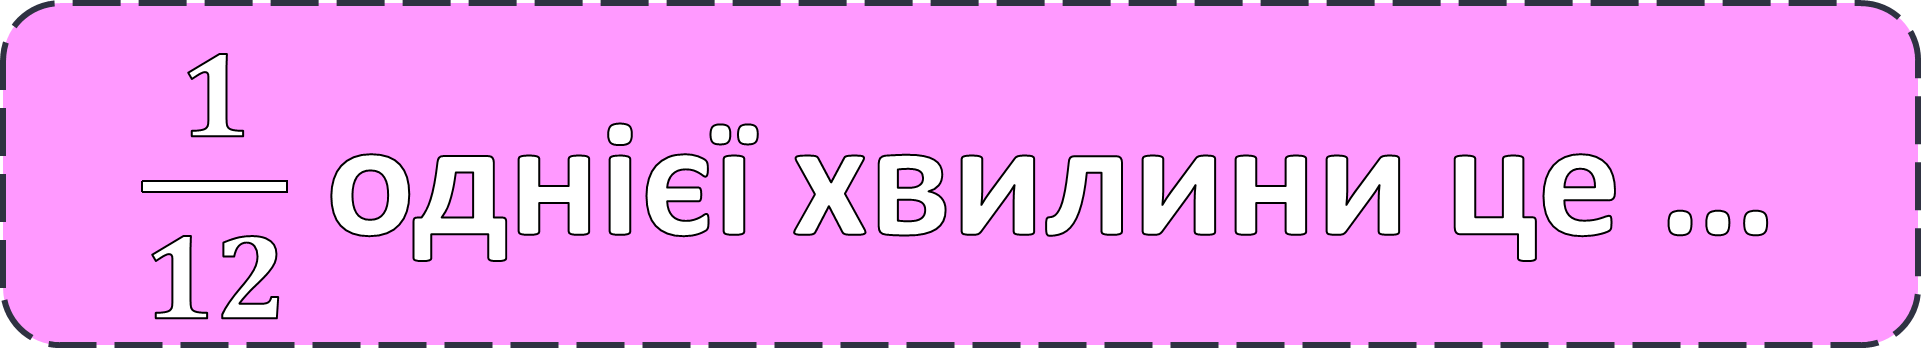 1/12 однієї хвилини це ...